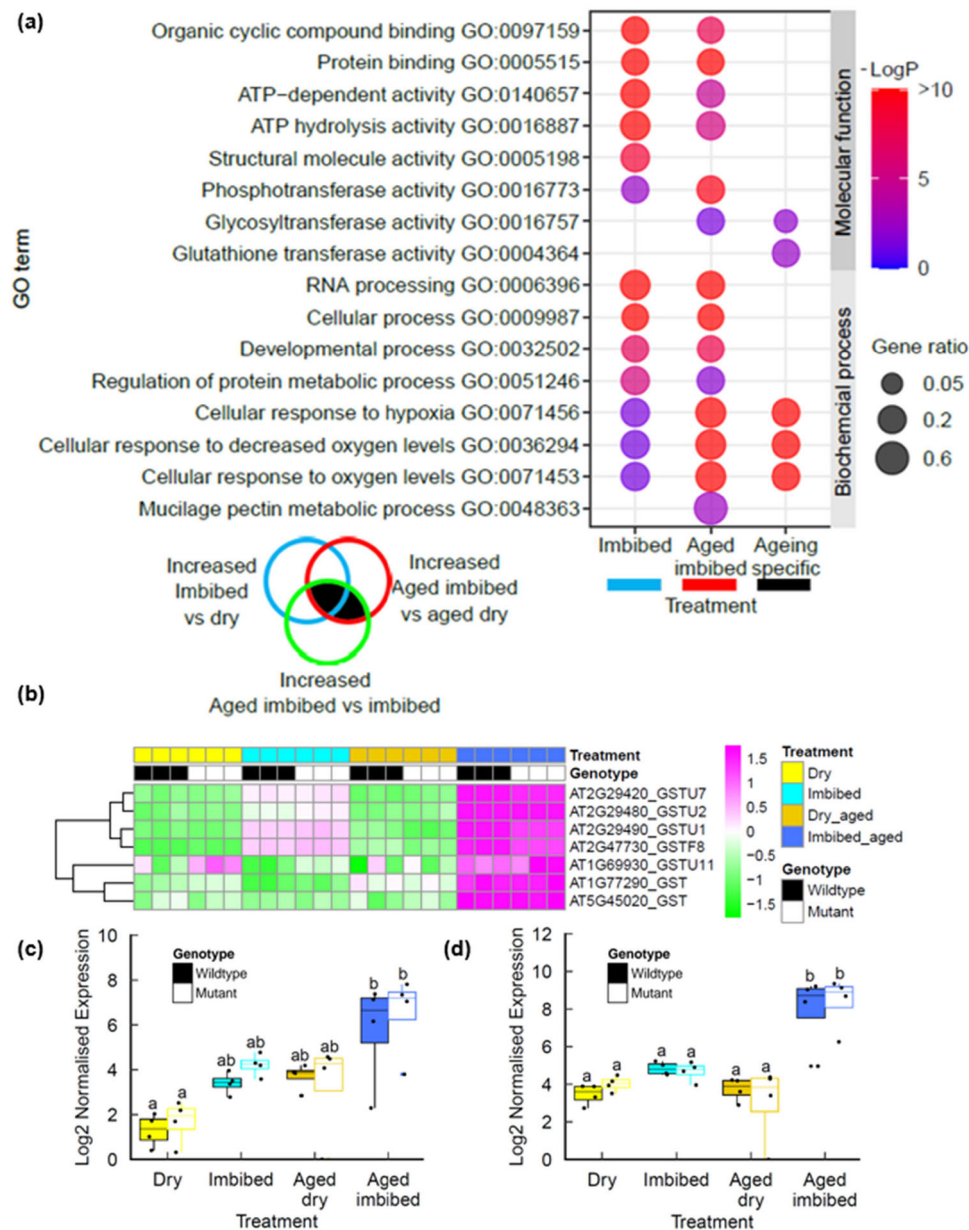 (a)
Organic cyclic compound binding GO:0097159
Protein binding GO:0005515
ATP−dependent activity GO:0140657
ATP hydrolysis activity GO:0016887
Structural molecule activity GO:0005198
Phosphotransferase activity GO:0016773
Glycosyltransferase activity GO:0016757
Glutathione transferase activity GO:0004364
RNA processing GO:0006396
Cellular process GO:0009987
Developmental process GO:0032502
Regulation of protein metabolic process GO:0051246
Cellular response to hypoxia GO:0071456
Cellular response to decreased oxygen levels GO:0036294
Cellular response to oxygen levels GO:0071453
Mucilage pectin metabolic process GO:0048363
GO term
Molecular function
Biochemcial process
-LogP
>10
5
0
Gene ratio
0.05
0.2
0.6
Imbibed
Aged
imbibed
Ageing
specific
Treatment
Increased
Imbibed
vs dry
Increased
Aged imbibed
vs aged dry
Increased
Aged imbibed vs imbibed
(b)
Treatment
Genotype
AT2G29420_GSTU7
AT2G29480_GSTU2
AT2G29490_GSTU1
AT2G47730_GSTF8
AT1G69930_GSTU11
AT1G77290_GST
AT5G45020_GST
1.5
1
0.5
0
−0.5
−1
−1.5
Treatment
Dry
Imbibed
Dry_aged
Imbibed_aged
Genotype
Wildtype
Mutant
(c)
Log2 Normalised Expression
8
6
4
2
0
Genotype
Wildtype
Mutant
a
a
ab
ab
ab
ab
b
b
Dry
Imbibed
Aged
dry
Aged
imbibed
Treatment
(d)
Log2 Normalised Expression
12
10
8
6
4
2
0
Genotype
Wildtype
Mutant
a
a
a
a
a
a
b
b
Dry
Imbibed
Aged
dry
Aged
imbibed
Treatment